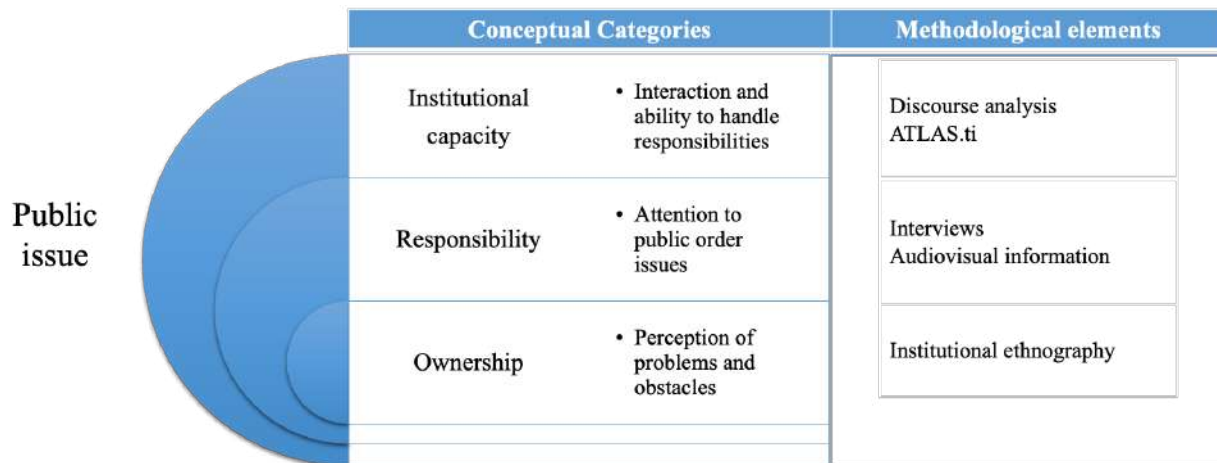 Conceptual Categories
Methodological elements
Public
issue
Institutional
capacity
• Interaction and
ability to handle
responsibilities
Discourse analysis
ATLAS.ti
Responsibility
• Attention to
public order
issues
Interviews
Audiovisual information
Ownership
• Perception of
problems and
obstacles
Institutional ethnography